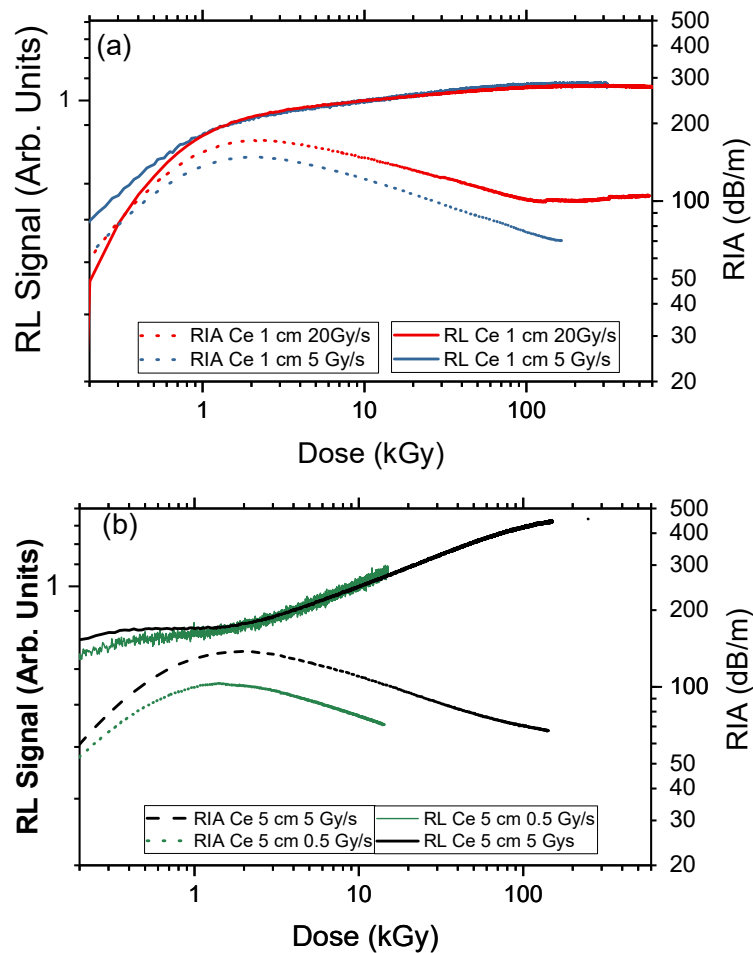 (a)
500
400
300
200
100
50
40
30
20
1
RL Signal (Arb. Units)
RIA (dB/m)
RIA Ce 1 cm 20Gy/s
RIA Ce 1 cm 5 Gy/s
RL Ce 1 cm 20Gy/s
RL Ce 1 cm 5 Gy/s
1 10 100
Dose (kGy)
(b)
500
400
300
200
100
50
40
30
20
1
RL Signal (Arb. Units)
RIA (dB/m)
RIA Ce 5 cm 5 Gy/s
RIA Ce 5 cm 0.5 Gy/s
RL Ce 5 cm 0.5 Gy/s
RL Ce 5 cm 5 Gys
1 10 100
Dose (kGy)